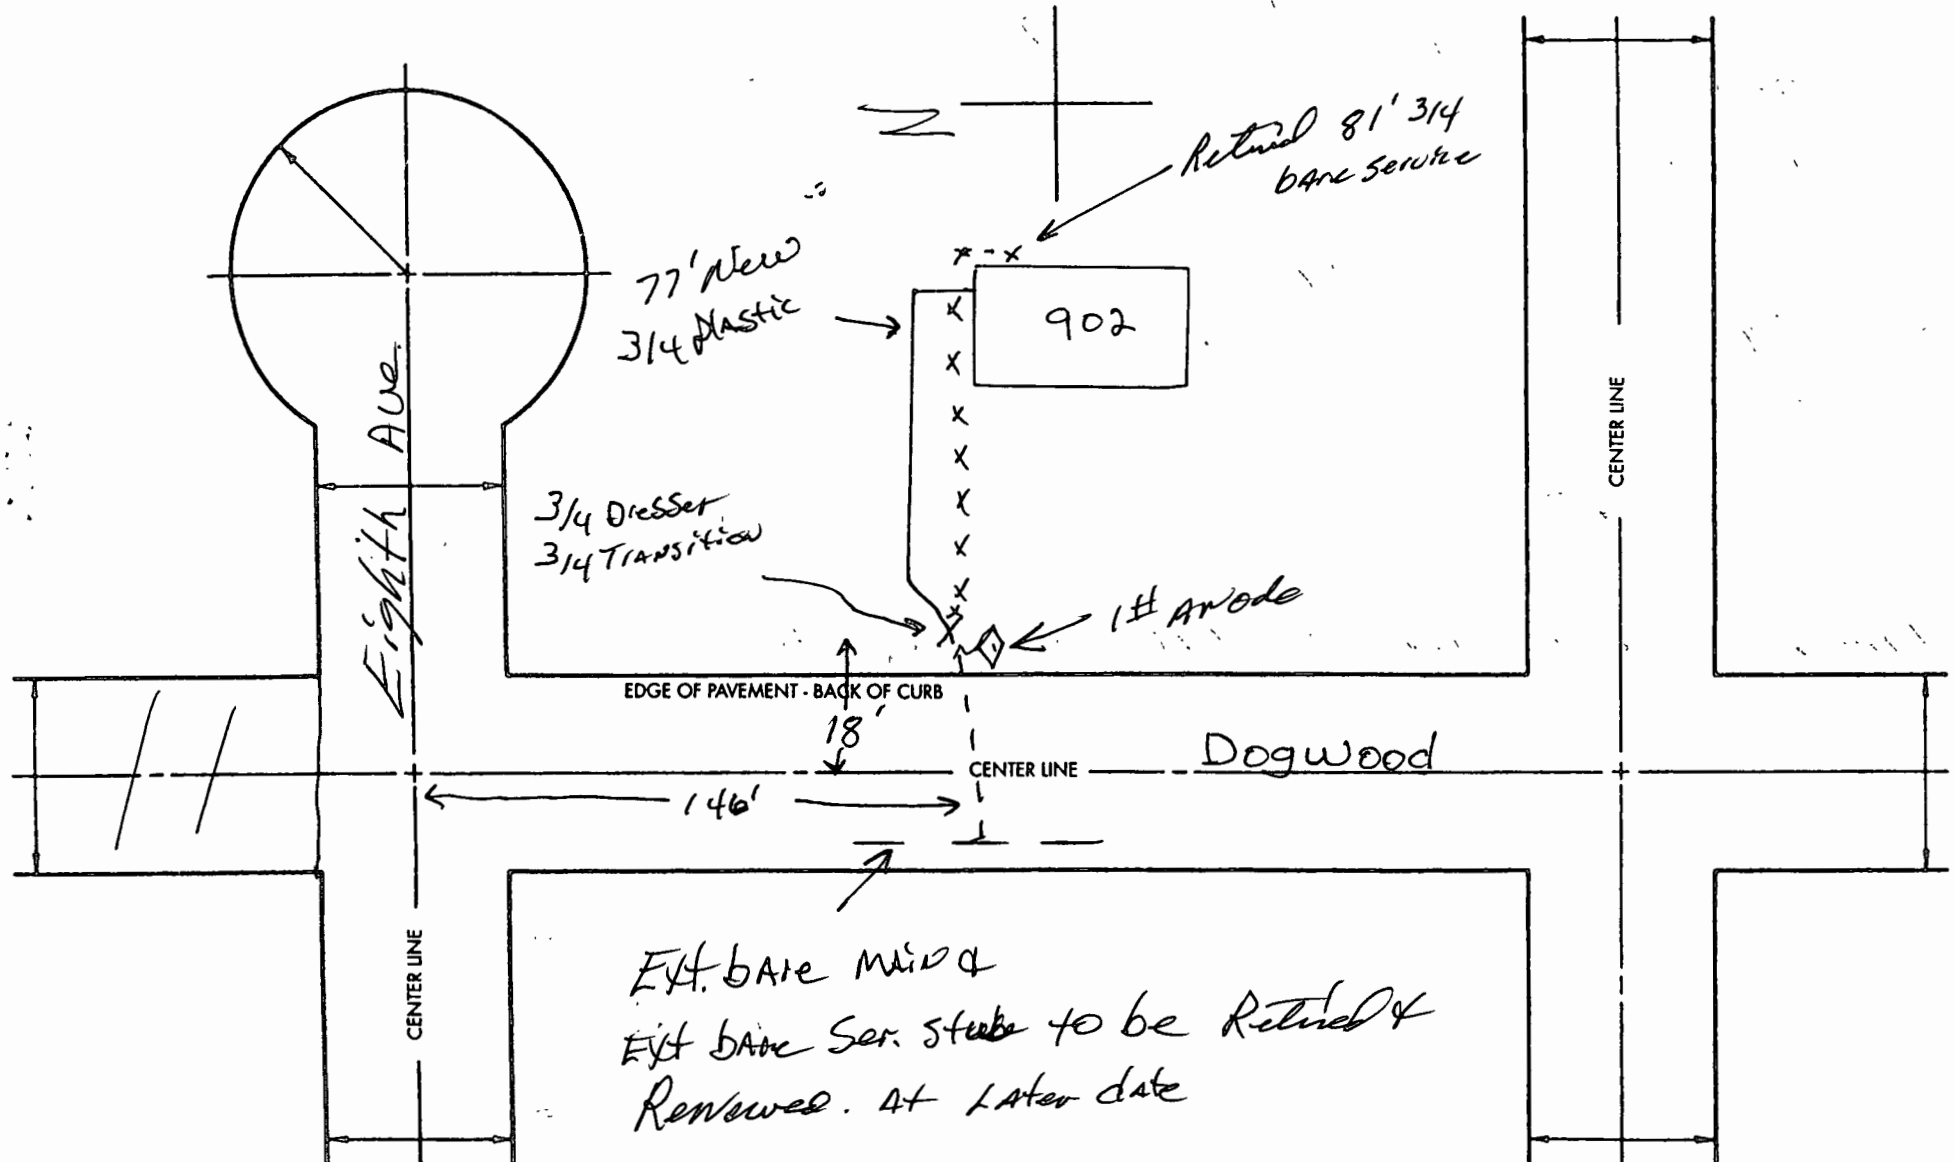 N
Retired 81' 3/4
bare service
77' New
3/4 Plastic
902
CENTER LINE
Eighth Ave.
3/4 Dresser
3/4 Transition
1# Anode
EDGE OF PAVEMENT - BACK OF CURB
18'
Dogwood
CENTER LINE
146'
CENTER LINE
Ext. bare main &
Ext bare Ser. stub to be Retired &
Renewed. At Later date